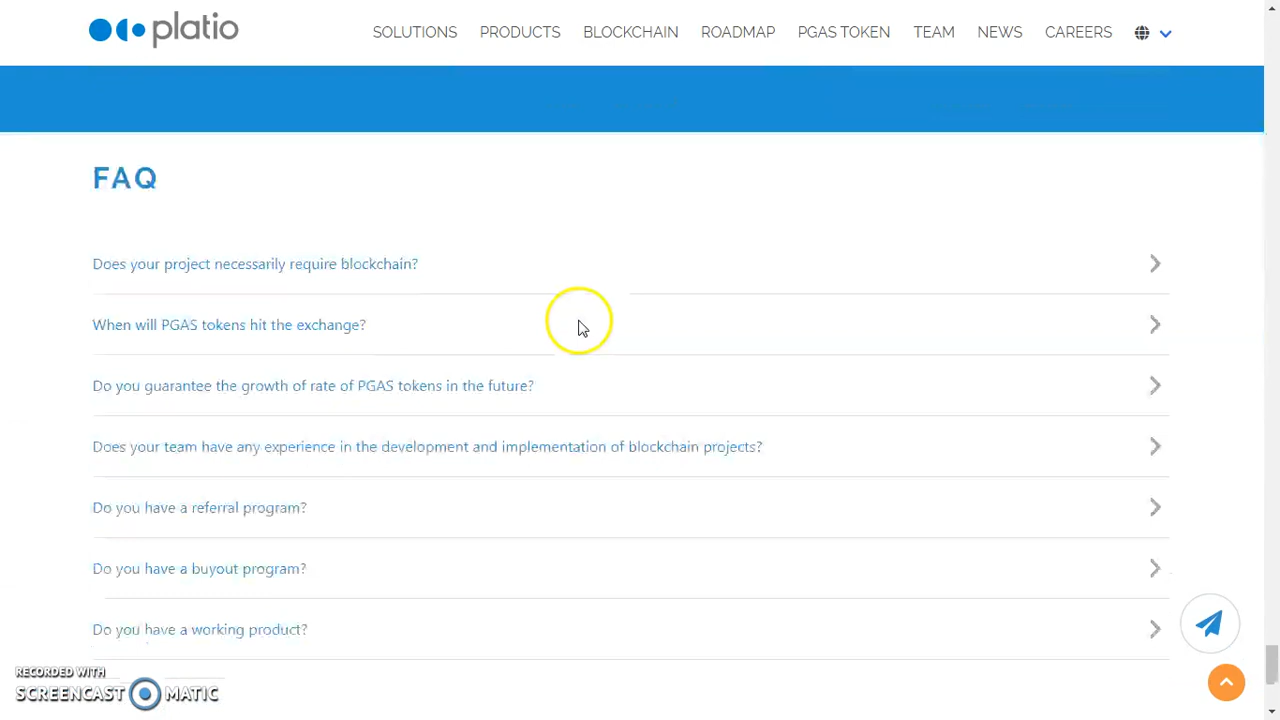 platio
SOLUTIONS PRODUCTS BLOCKCHAIN ROADMAP PGAS TOKEN TEAM NEWS CAREERS
FAQ
Does your project necessarily require blockchain?
When will PGAS tokens hit the exchange?
Do you guarantee the growth of rate of PGAS tokens in the future?
Does your team have any experience in the development and implementation of blockchain projects?
Do you have a referral program?
Do you have a buyout program?
Do you have a working product?
RECORDED WITH
SCREENCAST MATIC